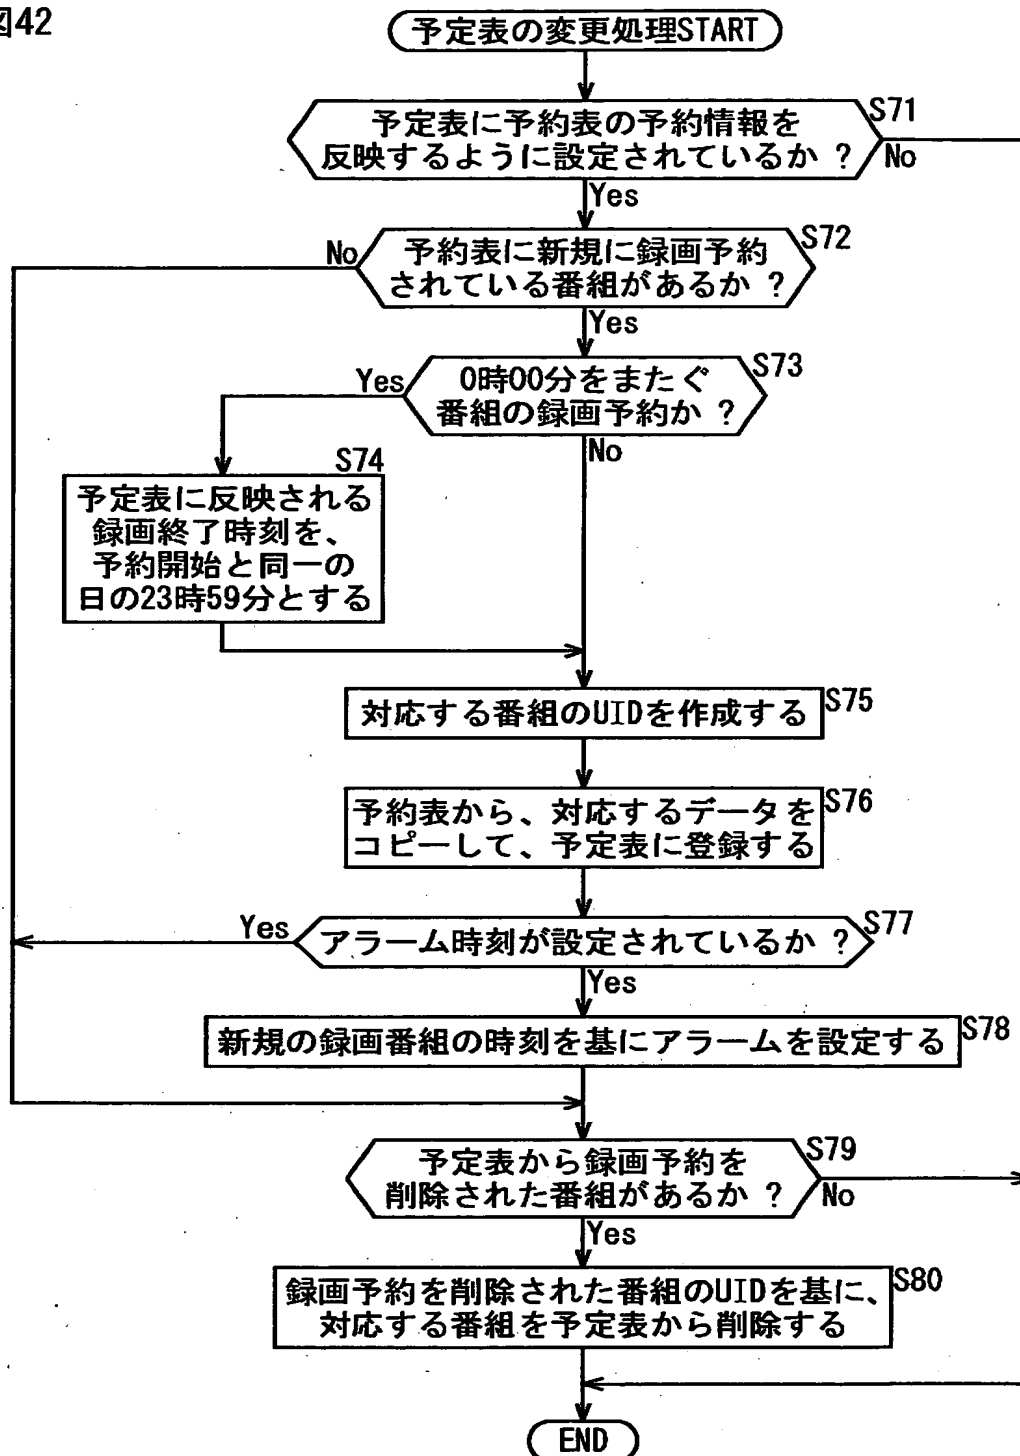 図42
予定表の変更処理START
S71
予定表に予約表の予約情報を
反映するように設定されているか ?
No
Yes
S72
No
予約表に新規に録画予約
されている番組があるか ?
Yes
S73
Yes
0時00分をまたぐ
番組の録画予約か ?
No
S74
予定表に反映される
録画終了時刻を、
予約開始と同一の
日の23時59分とする
対応する番組のUIDを作成する
S75
予約表から、対応するデータを
コピーして、予定表に登録する
S76
Yes
アラーム時刻が設定されているか ?
S77
Yes
新規の録画番組の時刻を基にアラームを設定する
S78
予定表から録画予約を
削除された番組があるか ?
S79
No
Yes
録画予約を削除された番組のUIDを基に、
対応する番組を予定表から削除する
S80
END